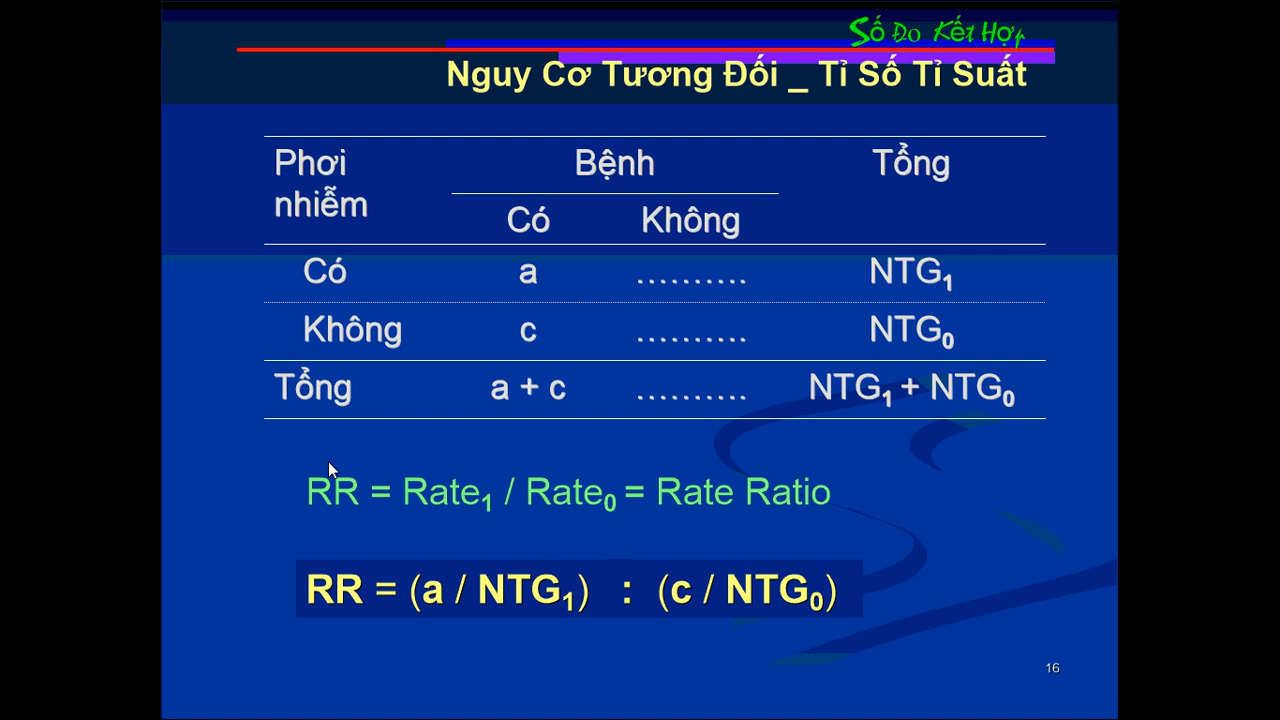 Số Đo Kết Hợp
Nguy Cơ Tương Đối _ Tỉ Số Tỉ Suất
Phơi nhiễm Bệnh Tổng
Có Không
Có a ………. NTG₁
Không c ………. NTG₀
Tổng a + c ………. NTG₁ + NTG₀
RR = Rate₁ / Rate₀ = Rate Ratio
RR = (a / NTG₁) : (c / NTG₀)
16